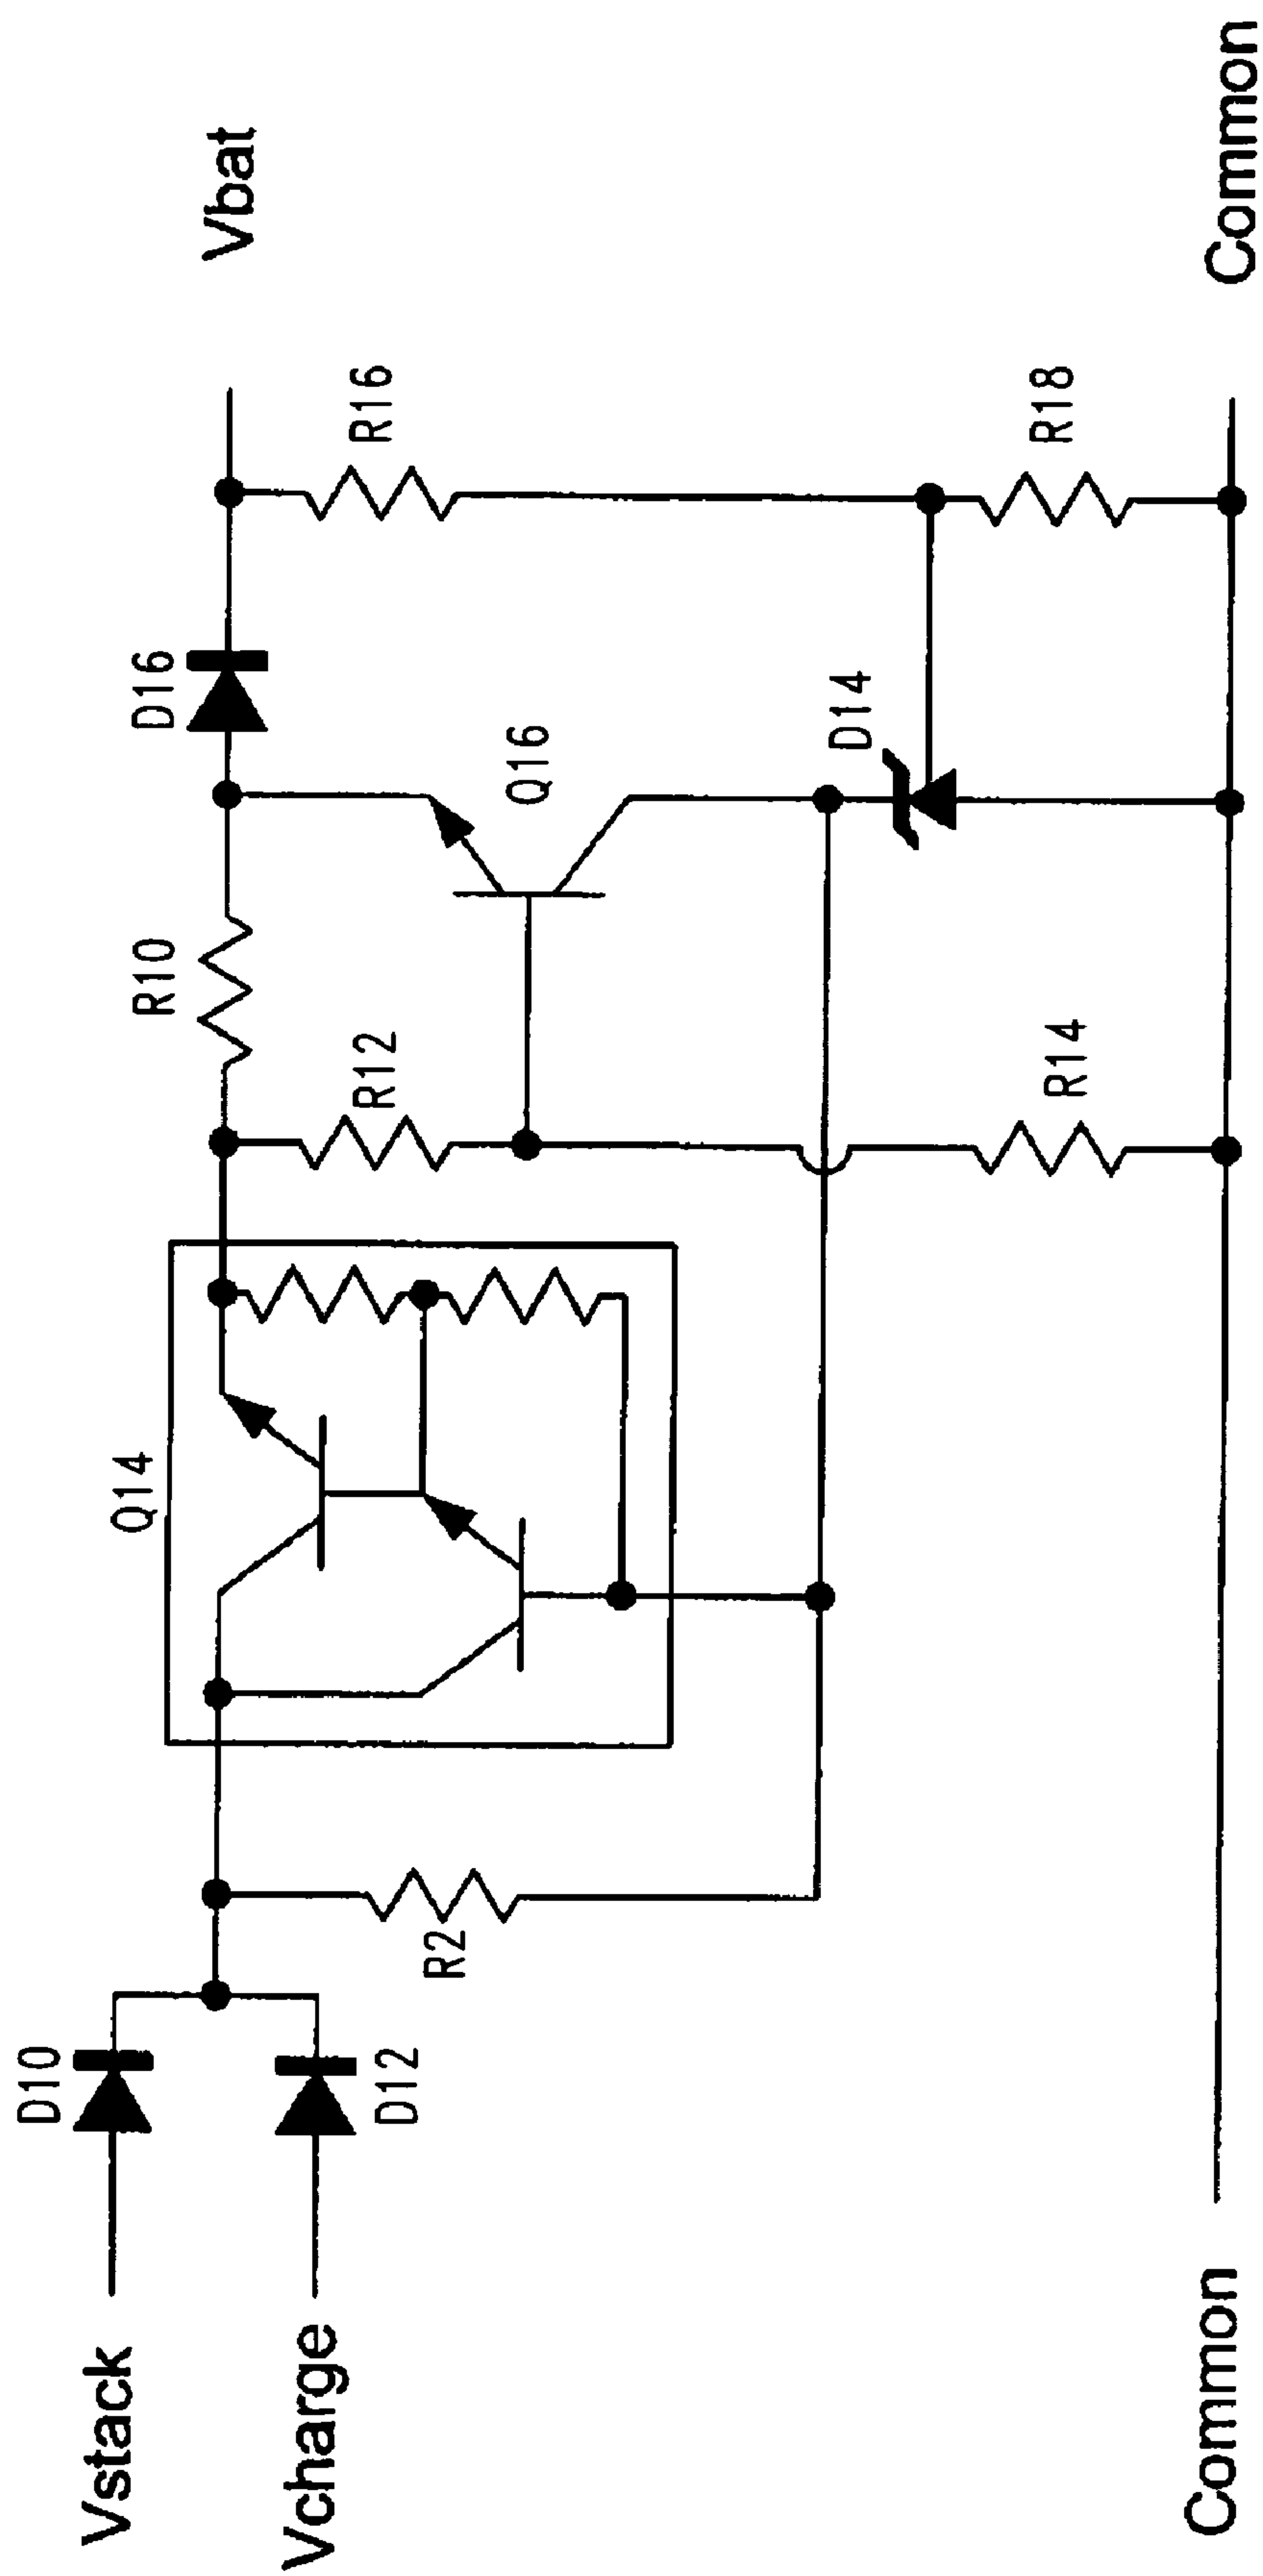 Vstack
Vcharge
D10
D12
R2
Q14
R12
R10
Q16
D16
D14
R14
R16
R18
Vbat
Common
Common